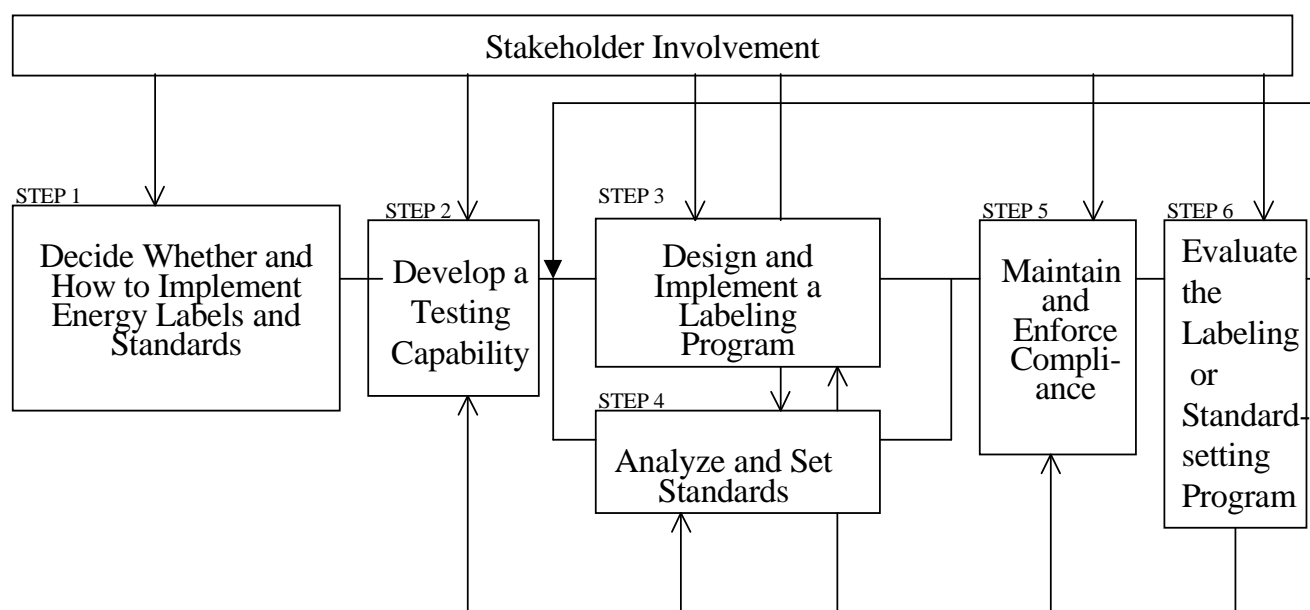 Stakeholder Involvement
STEP 1
Decide Whether and
How to Implement
Energy Labels and
Standards
STEP 2
Develop a
Testing
Capability
STEP 3
Design and
Implement a
Labeling
Program
STEP 4
Analyze and Set
Standards
STEP 5
Maintain
and
Enforce
Compli-
ance
STEP 6
Evaluate
the
Labeling
or
Standard-
setting
Program